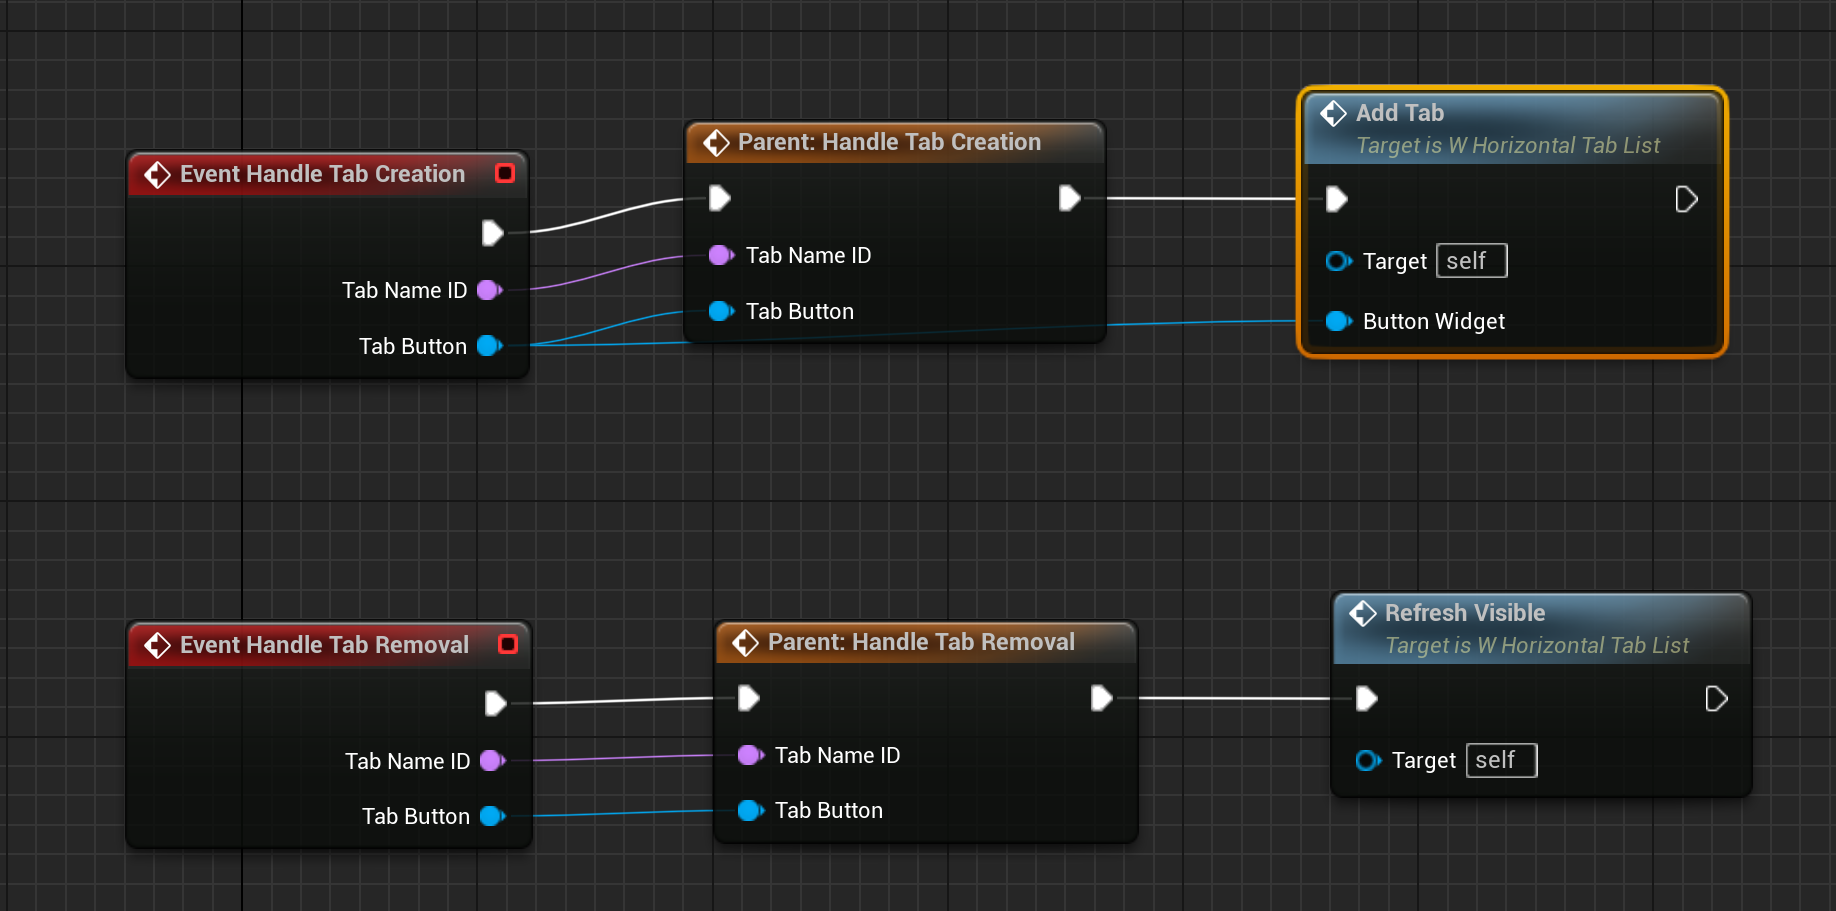 Event Handle Tab Creation
Tab Name ID
Tab Button
Parent: Handle Tab Creation
Tab Name ID
Tab Button
Add Tab
Target is W Horizontal Tab List
Target self
Button Widget
Event Handle Tab Removal
Tab Name ID
Tab Button
Parent: Handle Tab Removal
Tab Name ID
Tab Button
Refresh Visible
Target is W Horizontal Tab List
Target self